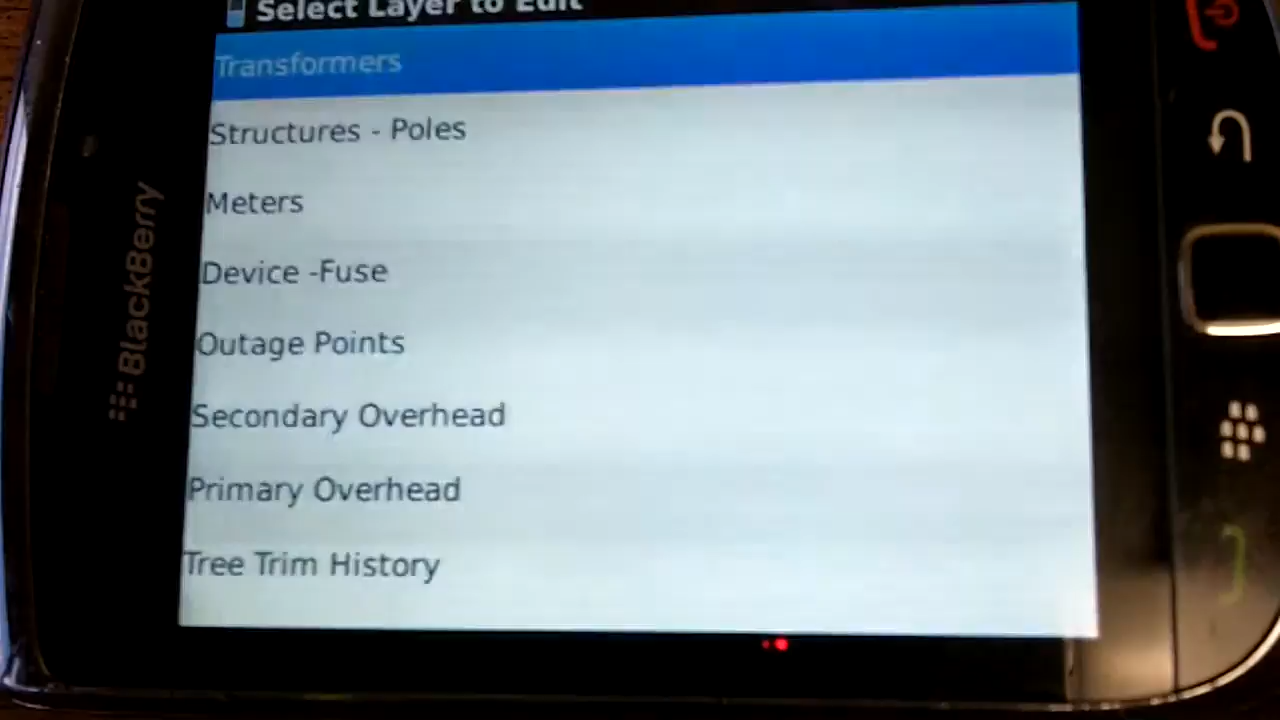 Select Layer to Edit
Transformers
Structures - Poles
Meters
Device -Fuse
Outage Points
Secondary Overhead
Primary Overhead
Tree Trim History
BlackBerry